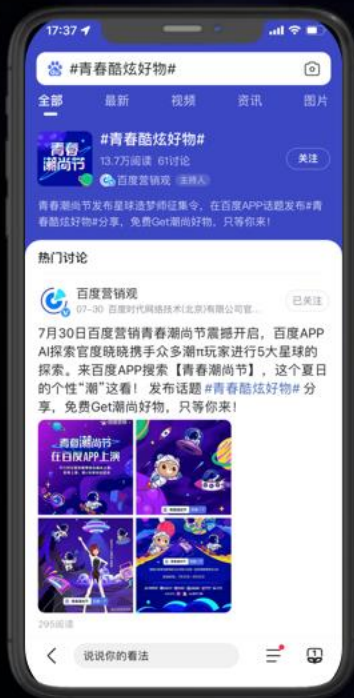 17:37
#青春酷炫好物#
全部 最新 视频 资讯 图片
青春潮尚节
#青春酷炫好物#
13.7万阅读 61讨论
百度营销观 主持人
关注
青春潮尚节发布星球造梦师征集令，在百度APP话题发布#青
春酷炫好物#分享，免费Get潮尚好物，只等你来！
热门讨论
百度营销观
07-30 百度时代网络技术(北京)有限公司官...
已关注
7月30日百度营销青春潮尚节震撼开启，百度APP
AI探索官度晓晓携手众多潮π玩家进行5大星球的
探索。来百度APP搜索【青春潮尚节】，这个夏日
的个性“潮”这看！ 发布话题 #青春酷炫好物# 分
享，免费Get潮尚好物，只等你来！
青春潮尚节
在百度APP上演
295阅读
说说你的看法
1